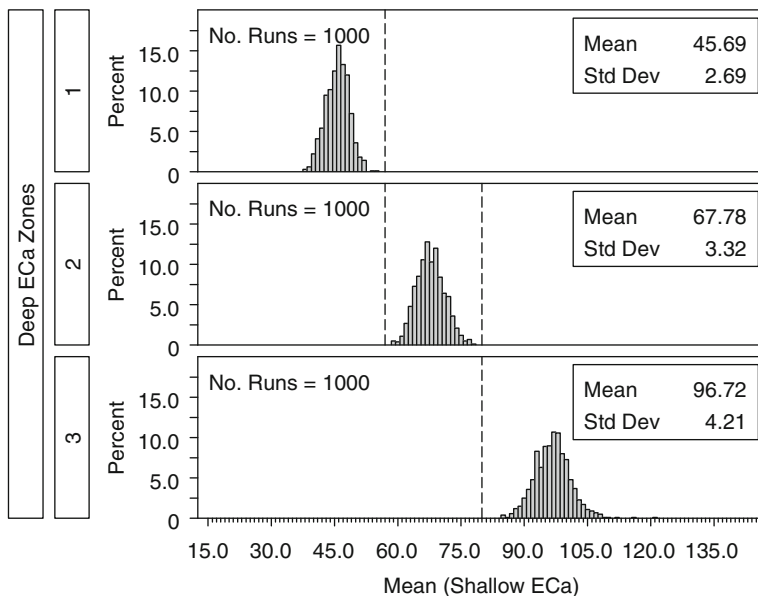 Deep ECa Zones
1
Percent
15.0
10.0
5.0
0
No. Runs = 1000
Mean 45.69
Std Dev 2.69
2
Percent
15.0
10.0
5.0
0
No. Runs = 1000
Mean 67.78
Std Dev 3.32
3
Percent
15.0
10.0
5.0
0
No. Runs = 1000
Mean 96.72
Std Dev 4.21
15.0 30.0 45.0 60.0 75.0 90.0 105.0 120.0 135.0
Mean (Shallow ECa)